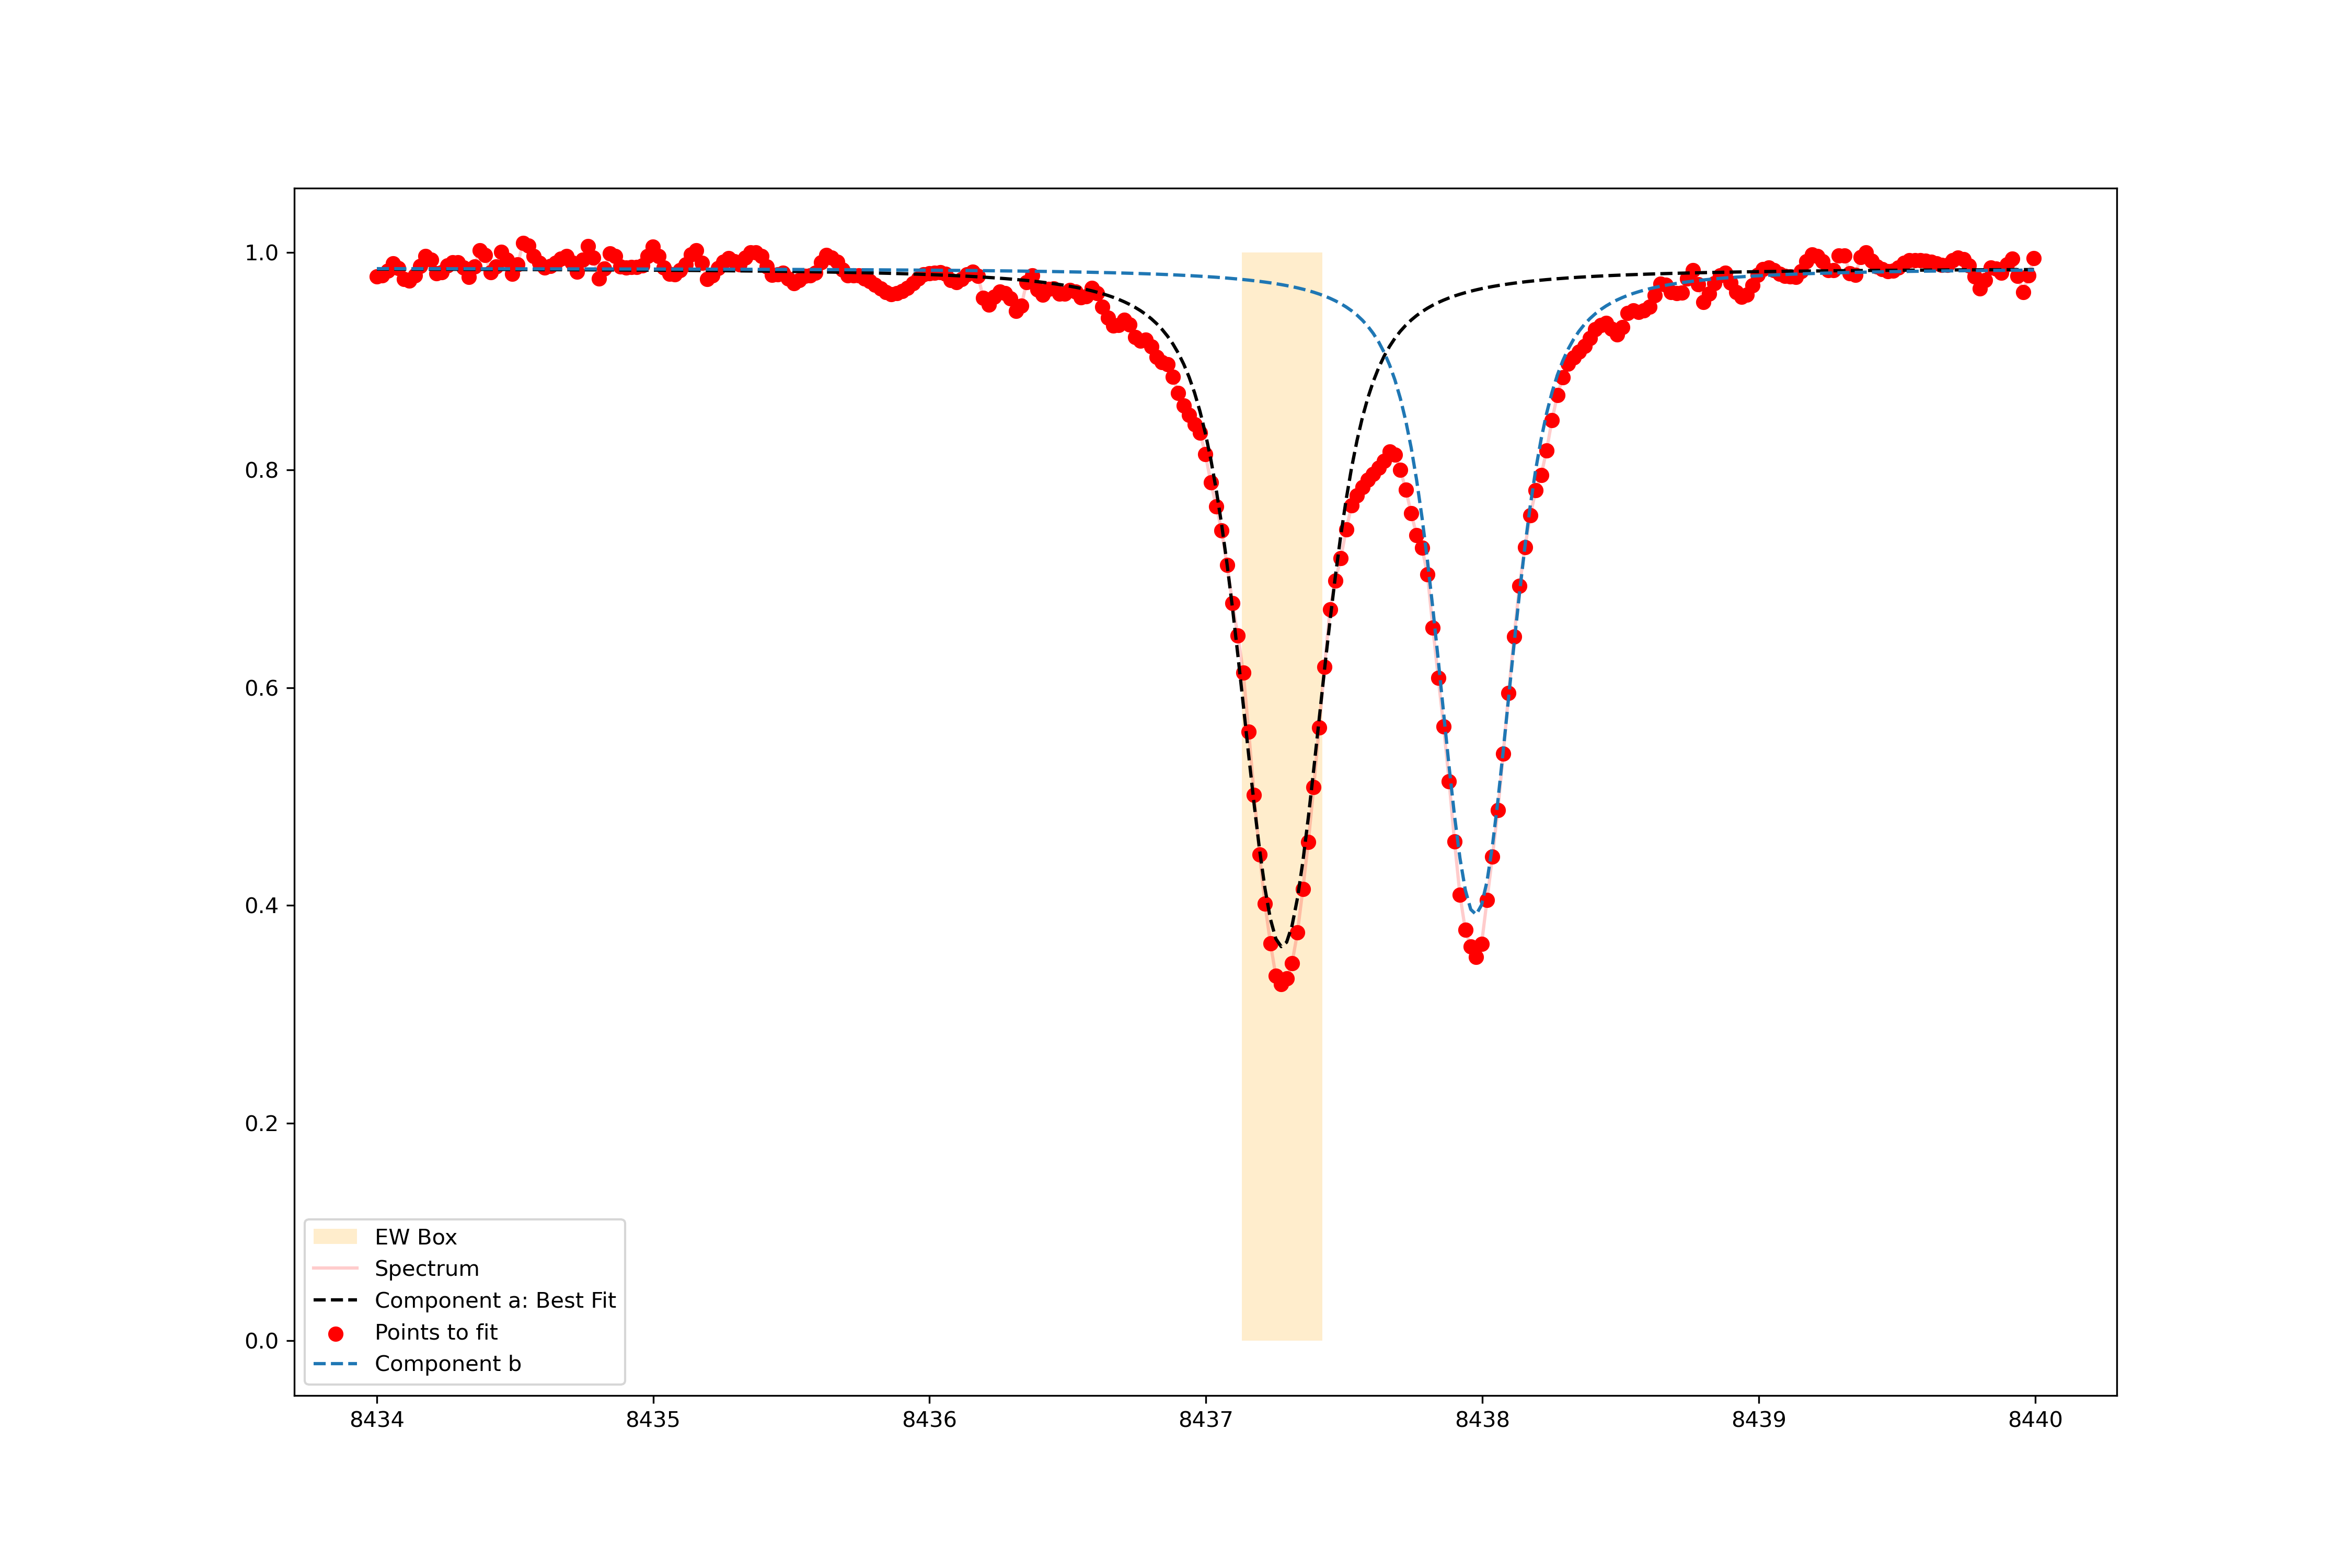 1.0
0.8
0.6
0.4
0.2
0.0
EW Box
Spectrum
Component a: Best Fit
Points to fit
Component b
8434 8435 8436 8437 8438 8439 8440